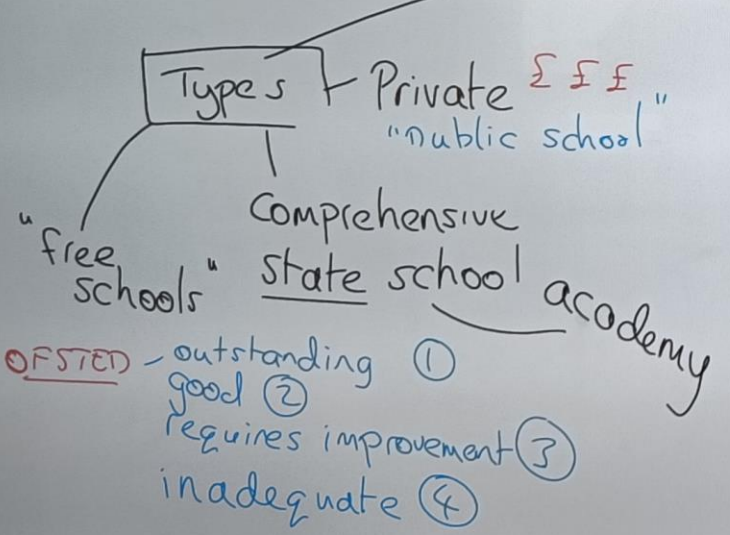 Types
Private £ £ £
"public school"
"free
schools"
Comprehensive
state school
academy
OFSTED - outstanding ①
good ②
requires improvement ③
inadequate ④